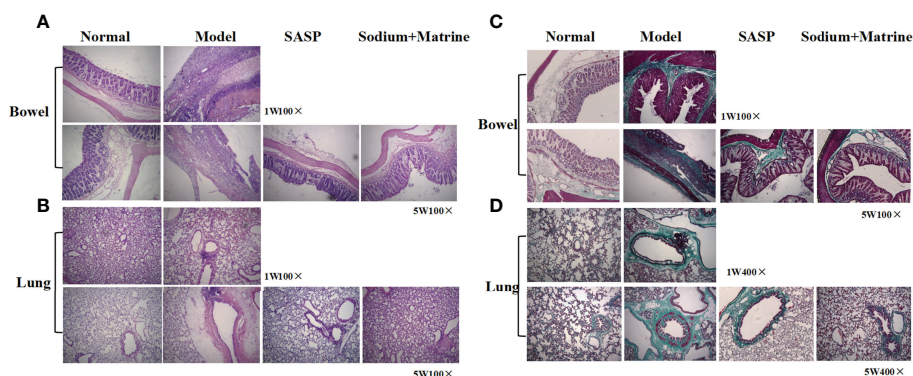 A
Normal Model SASP Sodium+Matrine
Bowel
1W100×
5W100×
B
Lung
1W100×
5W100×
C
Normal Model SASP Sodium+Matrine
Bowel
1W100×
5W100×
D
Lung
1W400×
5W400×